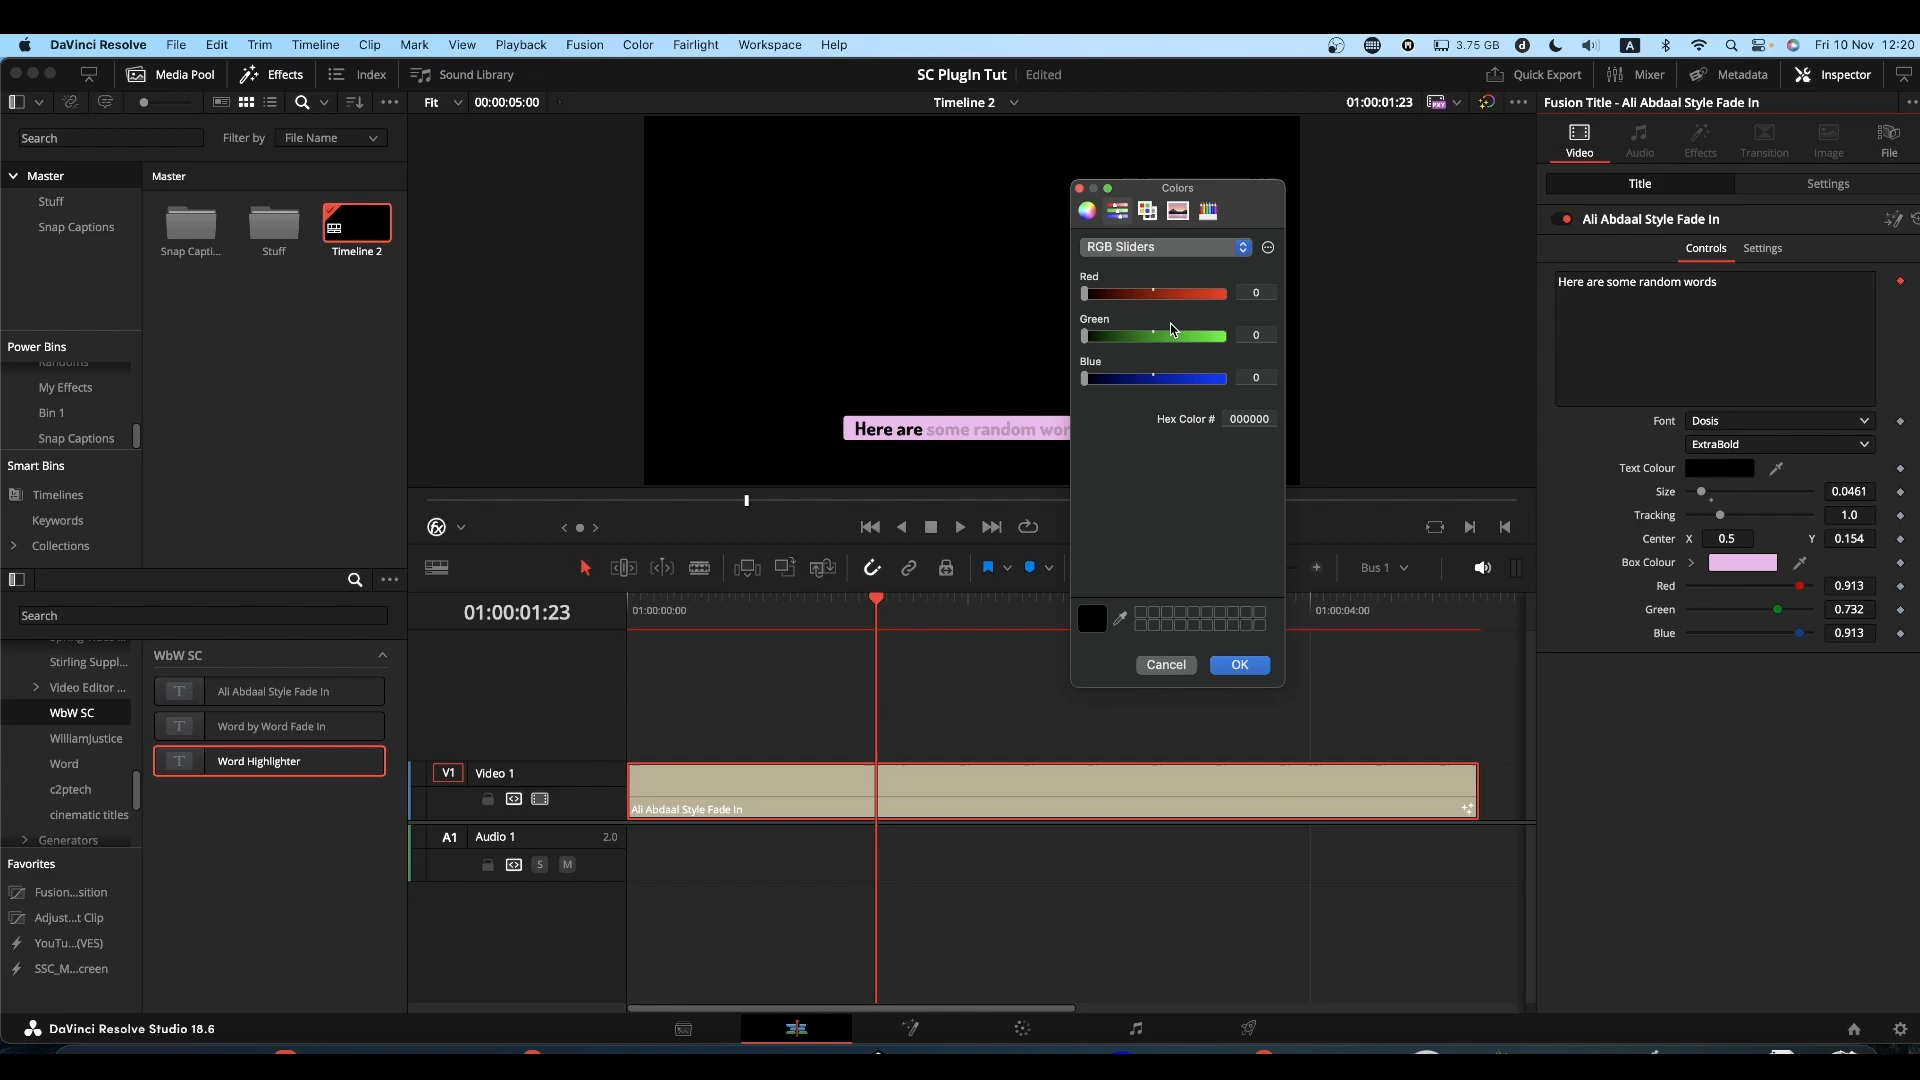 DaVinci Resolve File Edit Trim Timeline Clip Mark View Playback Fusion Color Fairlight Workspace Help 3.75 GB A Fri 10 Nov 12:20
Media Pool Effects Index Sound Library SC PlugIn Tut Edited Quick Export Mixer Metadata Inspector
Fit 00:00:05:00 Timeline 2 01:00:01:23 Fusion Title - Ali Abdaal Style Fade In
Search Filter by File Name
Video Audio Effects Transition Image File
Master Master
Title Settings
Stuff
Snap Captions
Snap Capti... Stuff Timeline 2
Ali Abdaal Style Fade In
Controls Settings
Here are some random words
Colors
RGB Sliders
Red
0
Green
0
Blue
0
Hex Color # 000000
Cancel OK
Here are some random wor
Power Bins
Randoms
My Effects
Bin 1
Snap Captions
Smart Bins
Timelines
Keywords
Collections
Font Dosis
ExtraBold
Text Colour
Size 0.0461
Tracking 1.0
Center X 0.5 Y 0.154
Box Colour
Red 0.913
Green 0.732
Blue 0.913
Bus 1
Search
01:00:01:23 01:00:00:00 01:00:04:00
Stirling Suppl...
Video Editor ...
WbW SC
WilliamJustice
Word
c2ptech
cinematic titles
Generators
WbW SC
Ali Abdaal Style Fade In
Word by Word Fade In
Word Highlighter
V1 Video 1
Ali Abdaal Style Fade In
A1 Audio 1 2.0
S M
Favorites
Fusion...sition
Adjust...t Clip
YouTu...(VES)
SSC_M...creen
DaVinci Resolve Studio 18.6